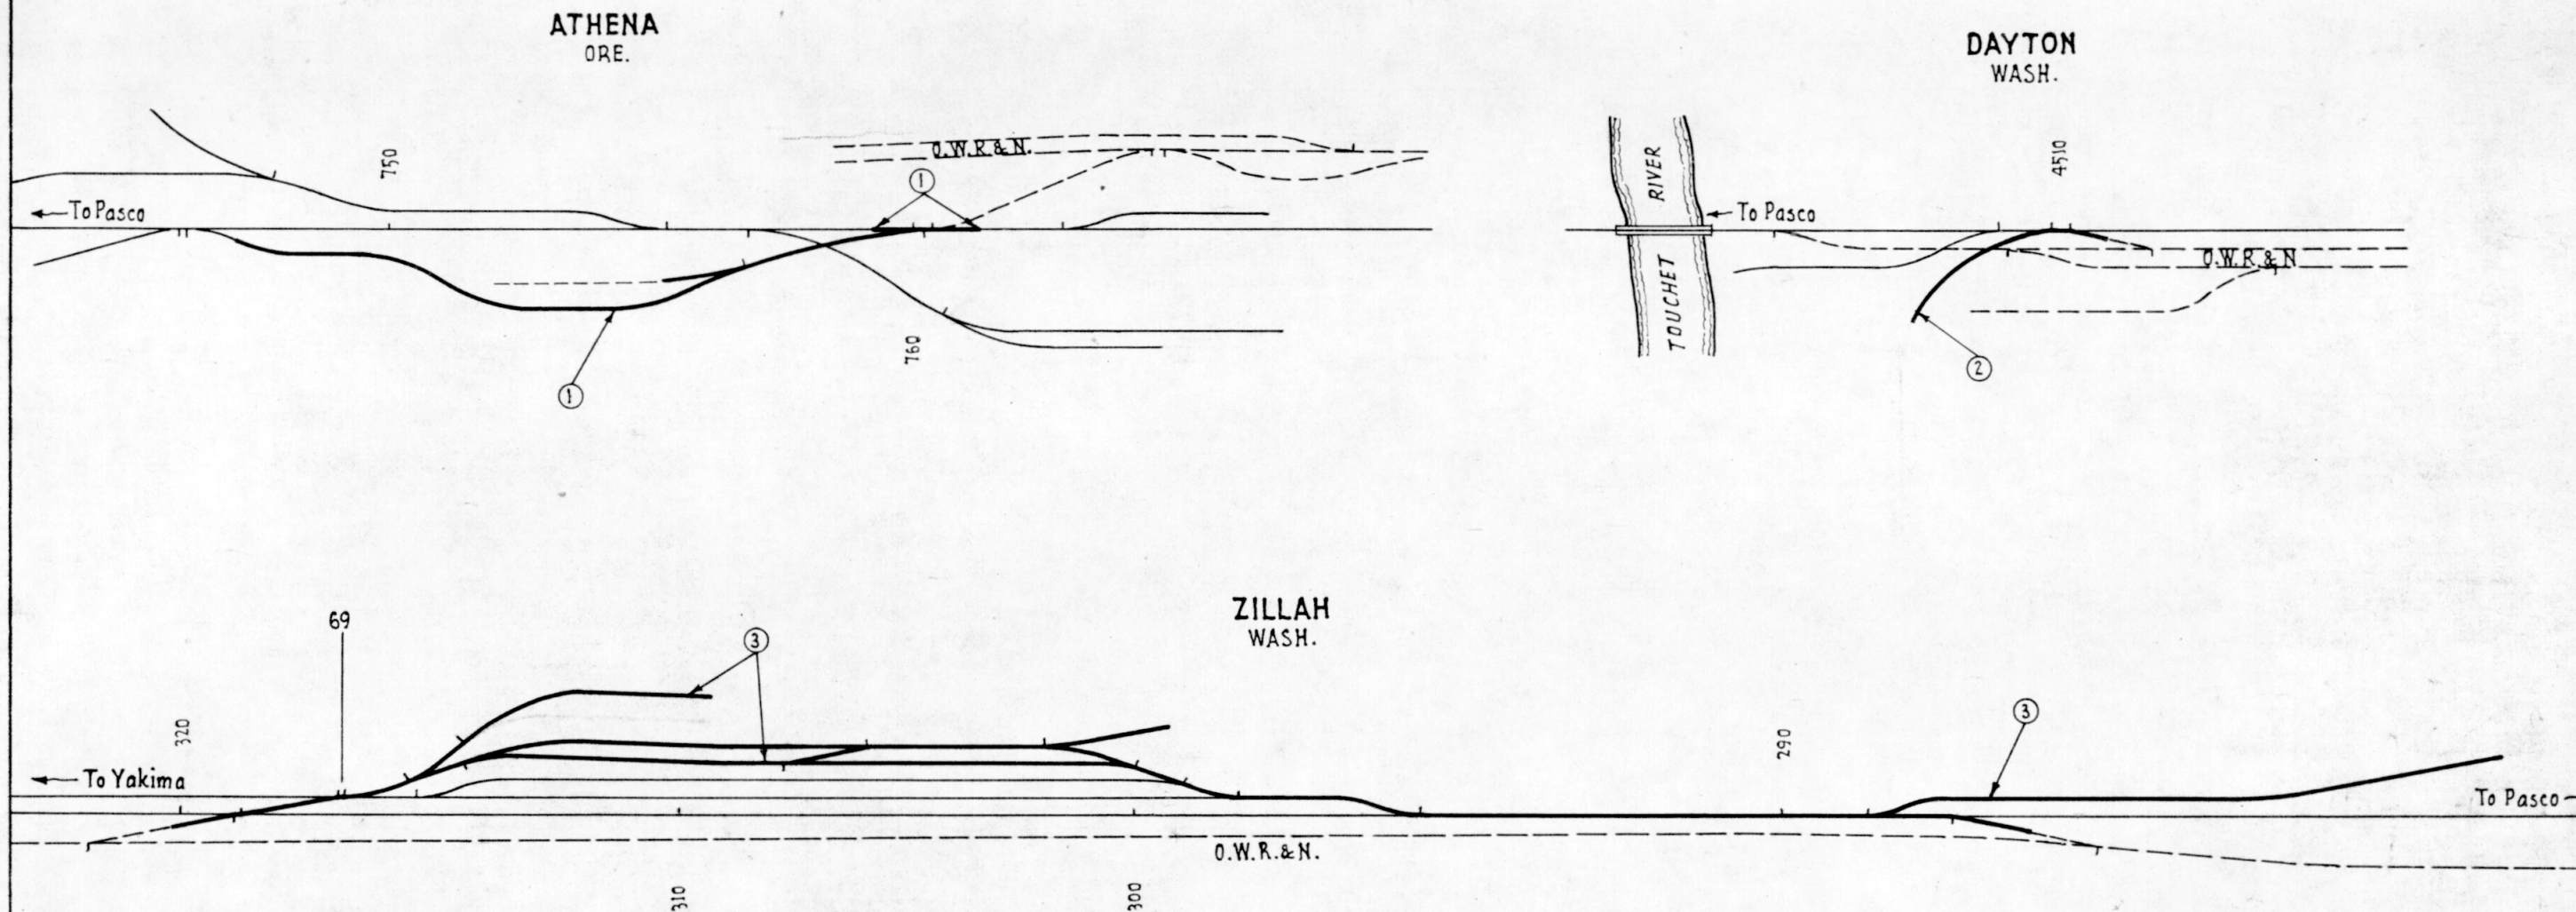 ATHENA
ORE.
750
O.W.R.&N.
1
To Pasco
760
1
DAYTON
WASH.
RIVER
4510
To Pasco
O.W.R.&N
TOUCHET
2
ZILLAH
WASH.
69
3
320
3
290
To Yakima
To Pasco
O.W.R.&N.
310
300